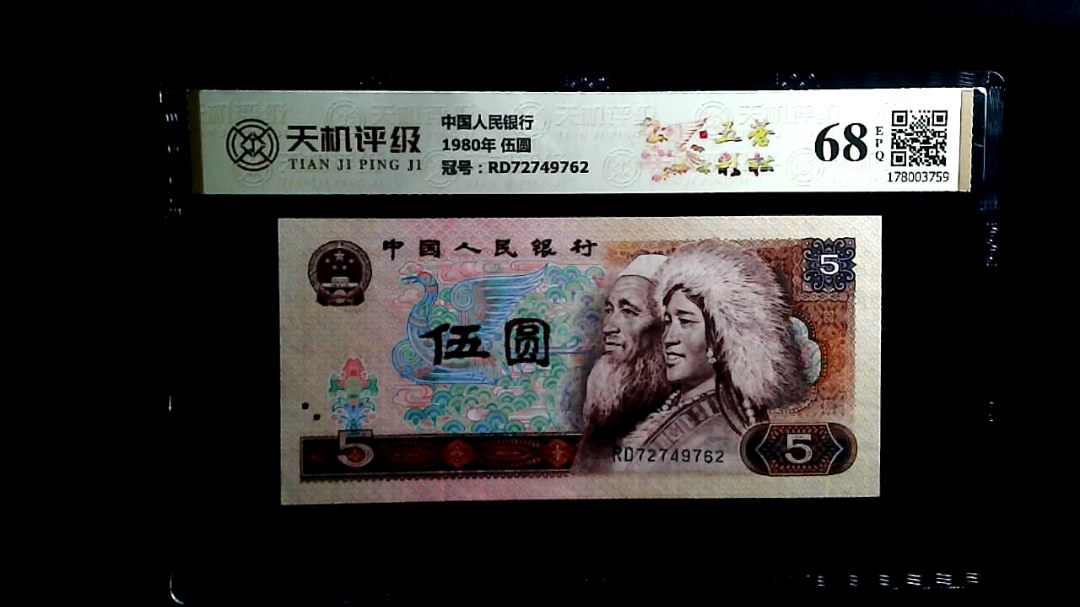 天机评级
TIAN JI PING JI
中国人民银行
1980年 伍圆
冠号：RD72749762
68
EPQ
178003759
中国人民银行
5
伍圆
5
RD72749762
5